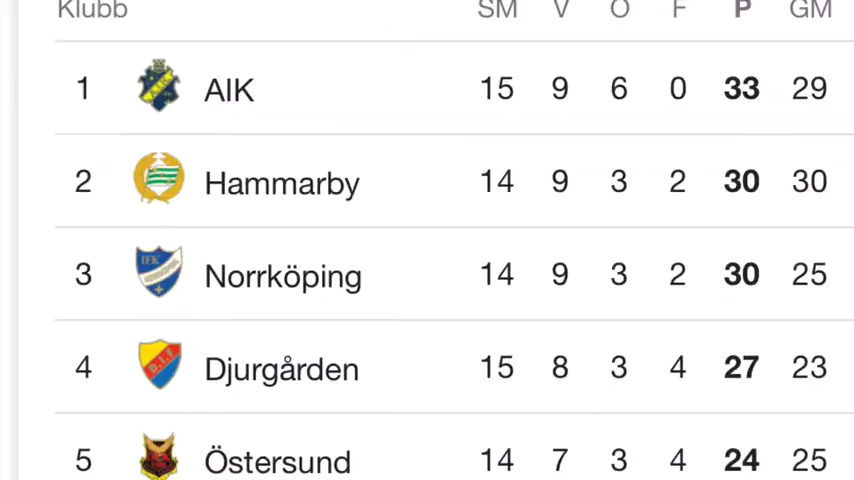 Klubb SM V O F P GM
1 AIK 15 9 6 0 33 29
2 Hammarby 14 9 3 2 30 30
3 IFK Norrköping 14 9 3 2 30 25
4 D.I.F Djurgården 15 8 3 4 27 23
5 Östersund 14 7 3 4 24 25